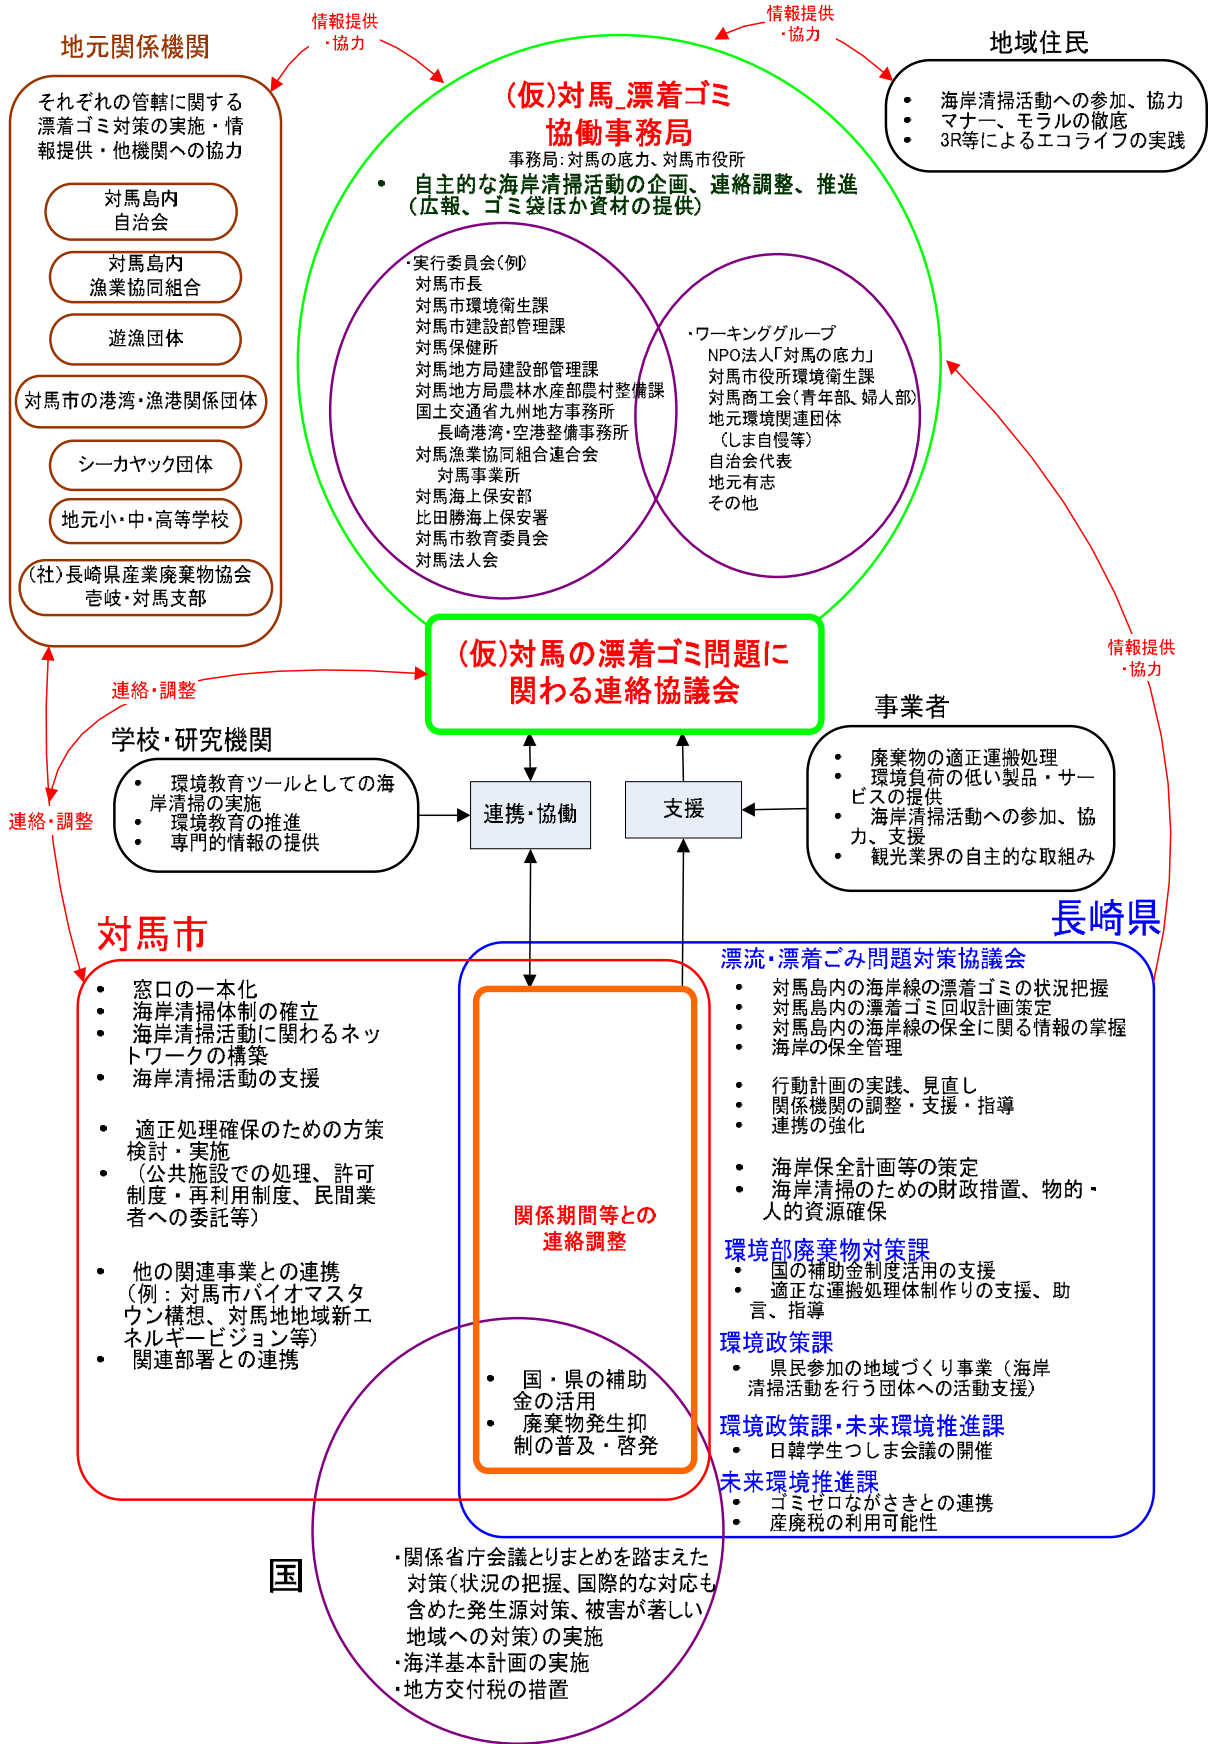 情報提供
・協力
情報提供
・協力
地元関係機関
それぞれの管轄に関する
漂着ゴミ対策の実施・情
報提供・他機関への協力
対馬島内
自治会
対馬島内
漁業協同組合
遊漁団体
対馬市の港湾・漁港関係団体
シーカヤック団体
地元小・中・高等学校
(社)長崎県産業廃棄物協会
壱岐・対馬支部
(仮)対馬_漂着ゴミ
協働事務局
事務局:対馬の底力、対馬市役所
• 自主的な海岸清掃活動の企画、連絡調整、推進
(広報、ゴミ袋ほか資材の提供)
・実行委員会(例)
対馬市長
対馬市環境衛生課
対馬市建設部管理課
対馬保健所
対馬地方局建設部管理課
対馬地方局農林水産部農村整備課
国土交通省九州地方事務所
長崎港湾・空港整備事務所
対馬漁業協同組合連合会
対馬事業所
対馬海上保安部
比田勝海上保安署
対馬市教育委員会
対馬法人会
・ワーキンググループ
NPO法人「対馬の底力」
対馬市役所環境衛生課
対馬商工会(青年部、婦人部)
地元環境関連団体
(しま自慢等)
自治会代表
地元有志
その他
地域住民
• 海岸清掃活動への参加、協力
• マナー、モラルの徹底
• 3R等によるエコライフの実践
(仮)対馬の漂着ゴミ問題に
関わる連絡協議会
情報提供
・協力
連絡・調整
連絡・調整
学校・研究機関
• 環境教育ツールとしての海
岸清掃の実施
• 環境教育の推進
• 専門的情報の提供
連携・協働
支援
事業者
• 廃棄物の適正運搬処理
• 環境負荷の低い製品・サー
ビスの提供
• 海岸清掃活動への参加、協
力、支援
• 観光業界の自主的な取組み
対馬市
• 窓口の一本化
• 海岸清掃体制の確立
• 海岸清掃活動に関わるネッ
トワークの構築
• 海岸清掃活動の支援
• 適正処理確保のための方策
検討・実施
• (公共施設での処理、許可
制度・再利用制度、民間業
者への委託等)
• 他の関連事業との連携
(例：対馬市バイオマスタ
ウン構想、対馬地地域新エ
ネルギービジョン等)
• 関連部署との連携
関係期間等との
連絡調整
• 国・県の補助
金の活用
• 廃棄物発生抑
制の普及・啓発
長崎県
漂流・漂着ごみ問題対策協議会
• 対馬島内の海岸線の漂着ゴミの状況把握
• 対馬島内の漂着ゴミ回収計画策定
• 対馬島内の海岸線の保全に関る情報の掌握
• 海岸の保全管理
• 行動計画の実践、見直し
• 関係機関の調整・支援・指導
• 連携の強化
• 海岸保全計画等の策定
• 海岸清掃のための財政措置、物的・
人的資源確保
環境部廃棄物対策課
• 国の補助金制度活用の支援
• 適正な運搬処理体制作りの支援、助
言、指導
環境政策課
• 県民参加の地域づくり事業（海岸
清掃活動を行う団体への活動支援)
環境政策課・未来環境推進課
• 日韓学生つしま会議の開催
未来環境推進課
• ゴミゼロながさきとの連携
• 産廃税の利用可能性
国
・関係省庁会議とりまとめを踏まえた
対策(状況の把握、国際的な対応も
含めた発生源対策、被害が著しい
地域への対策)の実施
・海洋基本計画の実施
・地方交付税の措置